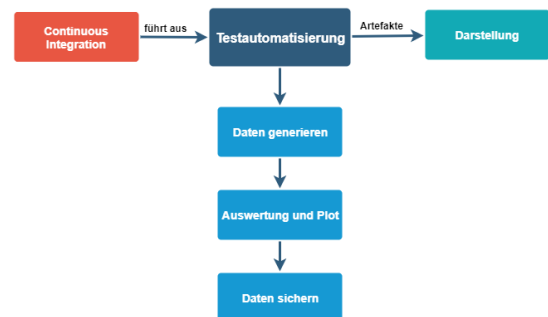 Continuous
Integration
führt aus
Testautomatisierung
Artefakte
Darstellung
Daten generieren
Auswertung und Plot
Daten sichern